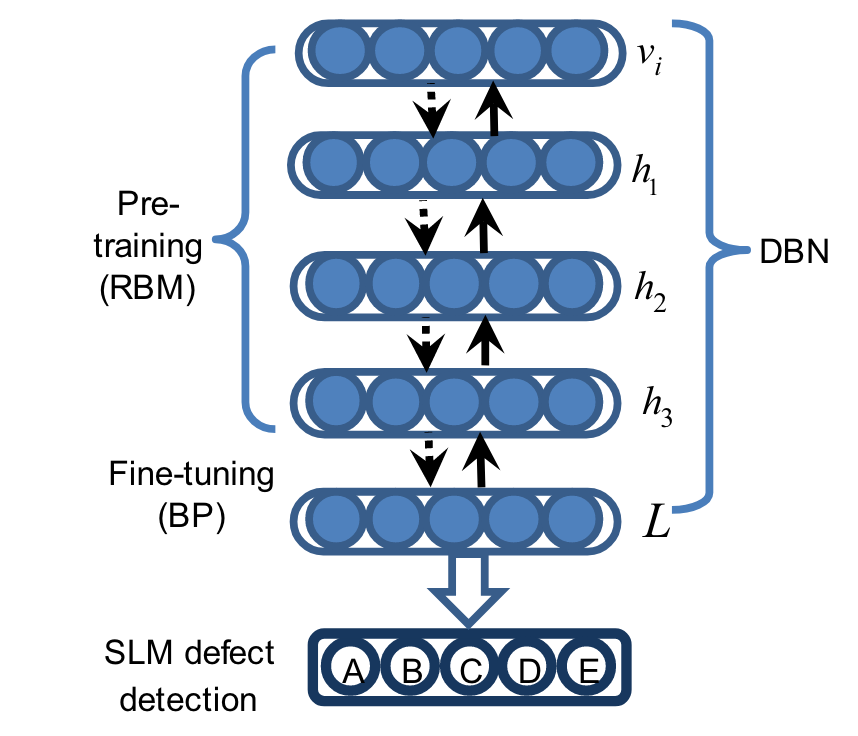 v_i
h_1
Pre-
training
(RBM)
DBN
h_2
h_3
Fine-tuning
(BP)
L
SLM defect
detection
A B C D E